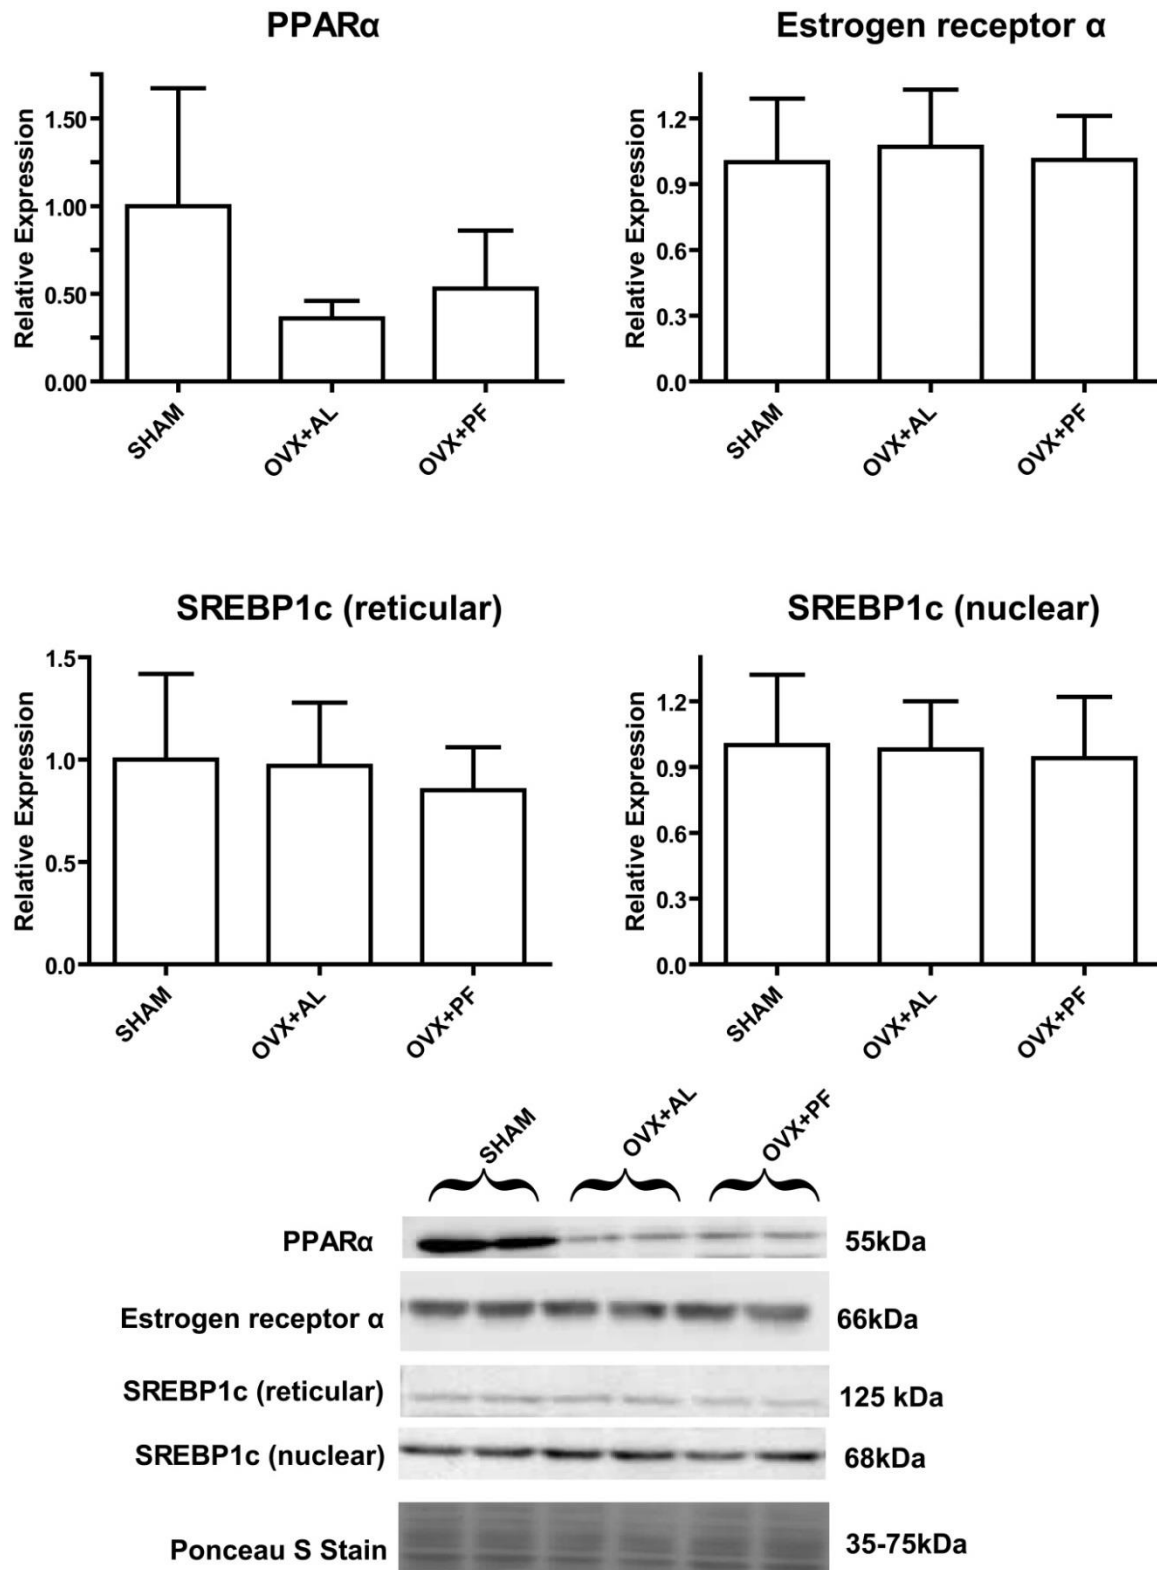 PPARα
Relative Expression
1.50
1.00
0.50
0.00
SHAM
OVX+AL
OVX+PF
Estrogen receptor α
Relative Expression
1.2
0.9
0.6
0.3
0.0
SHAM
OVX+AL
OVX+PF
SREBP1c (reticular)
Relative Expression
1.5
1.0
0.5
0.0
SHAM
OVX+AL
OVX+PF
SREBP1c (nuclear)
Relative Expression
1.2
0.9
0.6
0.3
0.0
SHAM
OVX+AL
OVX+PF
SHAM
OVX+AL
OVX+PF
PPARα 55kDa
Estrogen receptor α 66kDa
SREBP1c (reticular) 125 kDa
SREBP1c (nuclear) 68kDa
Ponceau S Stain 35-75kDa